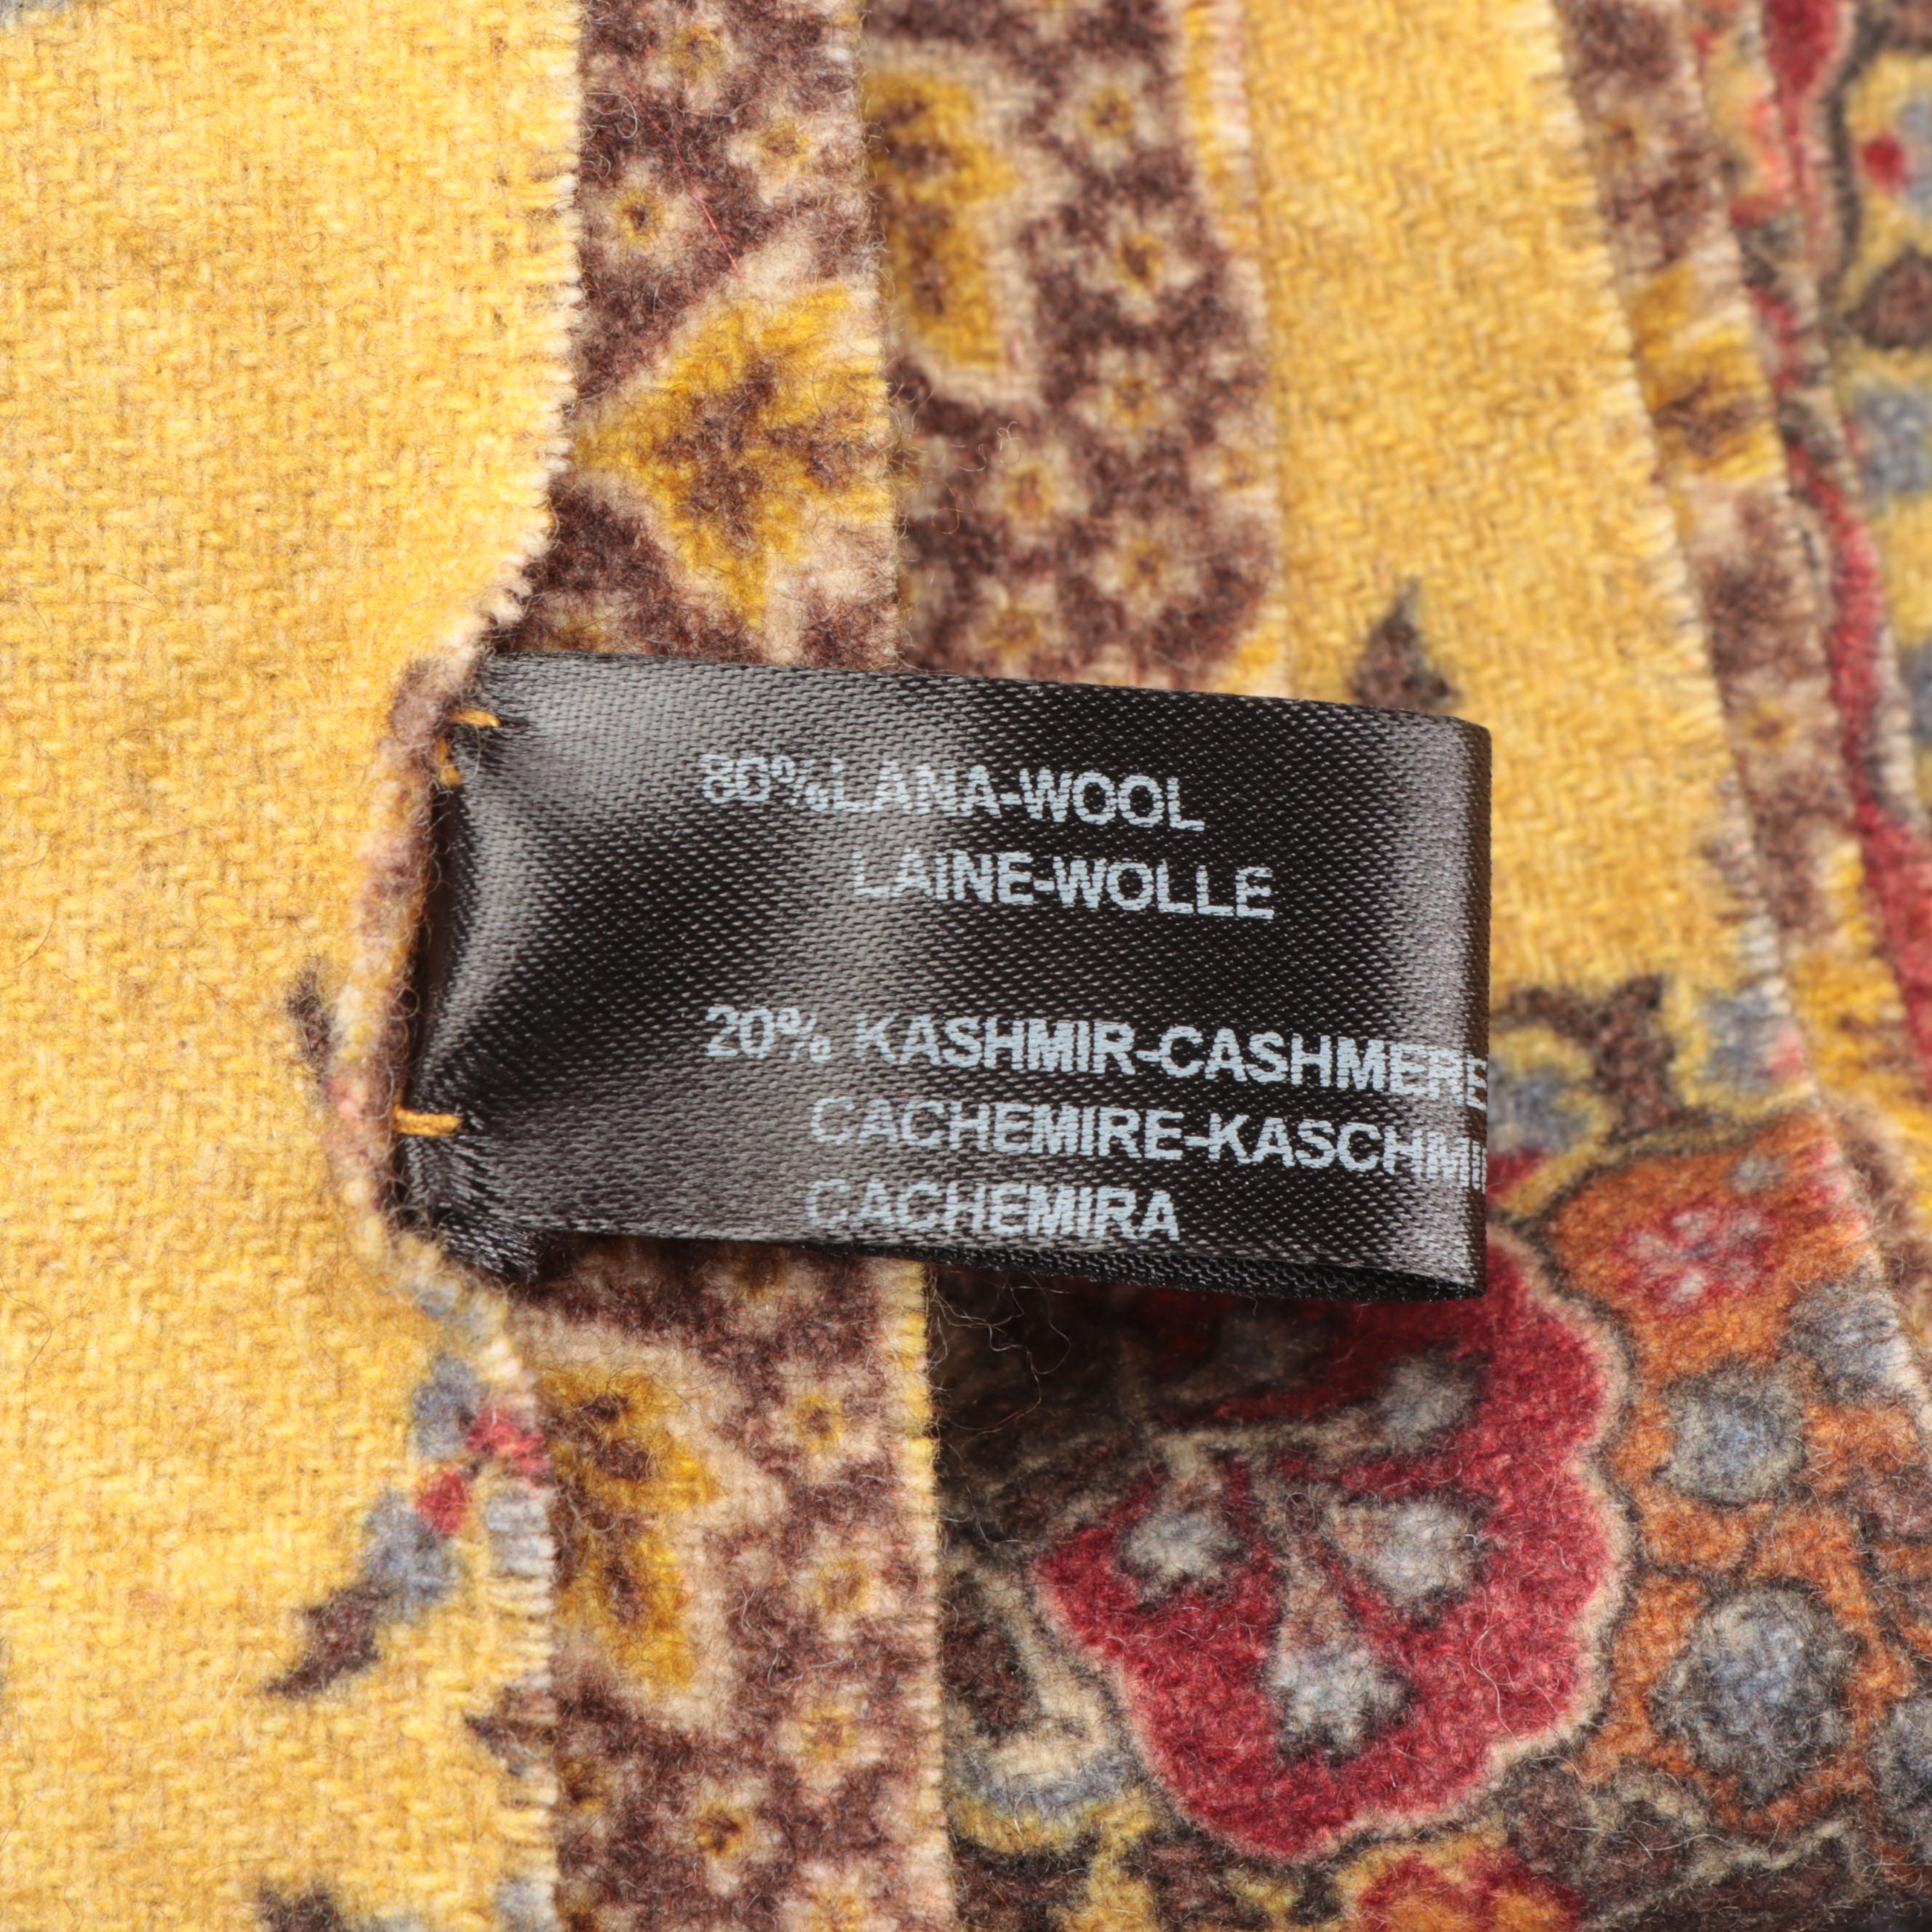 80%LANA-WOOL
LAINE-WOLLE
20% KASHMIR-CASHMERE
CACHEMIRE-KASCHMI
CACHEMIRA